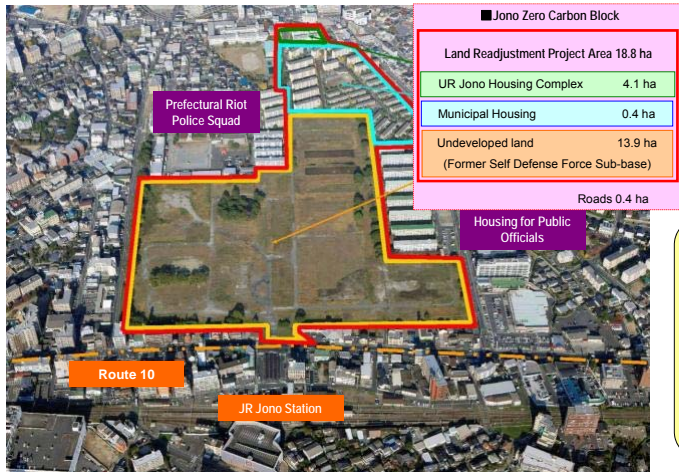 ■Jono Zero Carbon Block
Land Readjustment Project Area 18.8 ha
UR Jono Housing Complex 4.1 ha
Municipal Housing 0.4 ha
Undeveloped land 13.9 ha
(Former Self Defense Force Sub-base)
Roads 0.4 ha
Prefectural Riot
Police Squad
Housing for Public
Officials
Route 10
JR Jono Station